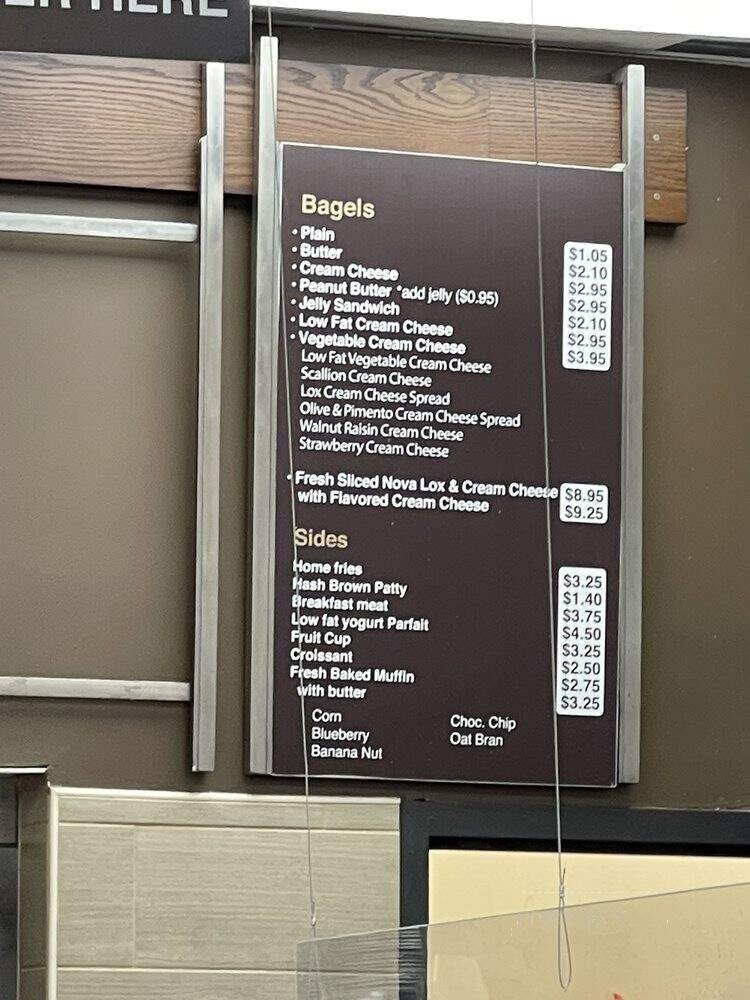 HERE
Bagels
• Plain $1.05
• Butter $2.10
• Cream Cheese $2.95
• Peanut Butter *add jelly ($0.95) $2.95
• Jelly Sandwich $2.10
• Low Fat Cream Cheese $2.95
• Vegetable Cream Cheese $3.95
Low Fat Vegetable Cream Cheese
Scallion Cream Cheese
Lox Cream Cheese Spread
Olive & Pimento Cream Cheese Spread
Walnut Raisin Cream Cheese
Strawberry Cream Cheese
• Fresh Sliced Nova Lox & Cream Cheese $8.95
with Flavored Cream Cheese $9.25
Sides
Home fries $3.25
Hash Brown Patty $1.40
Breakfast meat $3.75
Low fat yogurt Parfait $4.50
Fruit Cup $3.25
Croissant $2.50
Fresh Baked Muffin $2.75
with butter $3.25
Corn Choc. Chip
Blueberry Oat Bran
Banana Nut